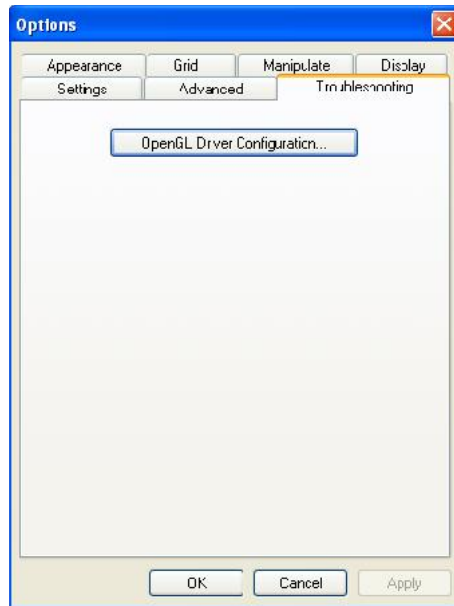 Options
Appearance Grid Manipulate Display
Settings Advanced Troubleshooting
OpenGL Driver Configuration...
OK Cancel Apply